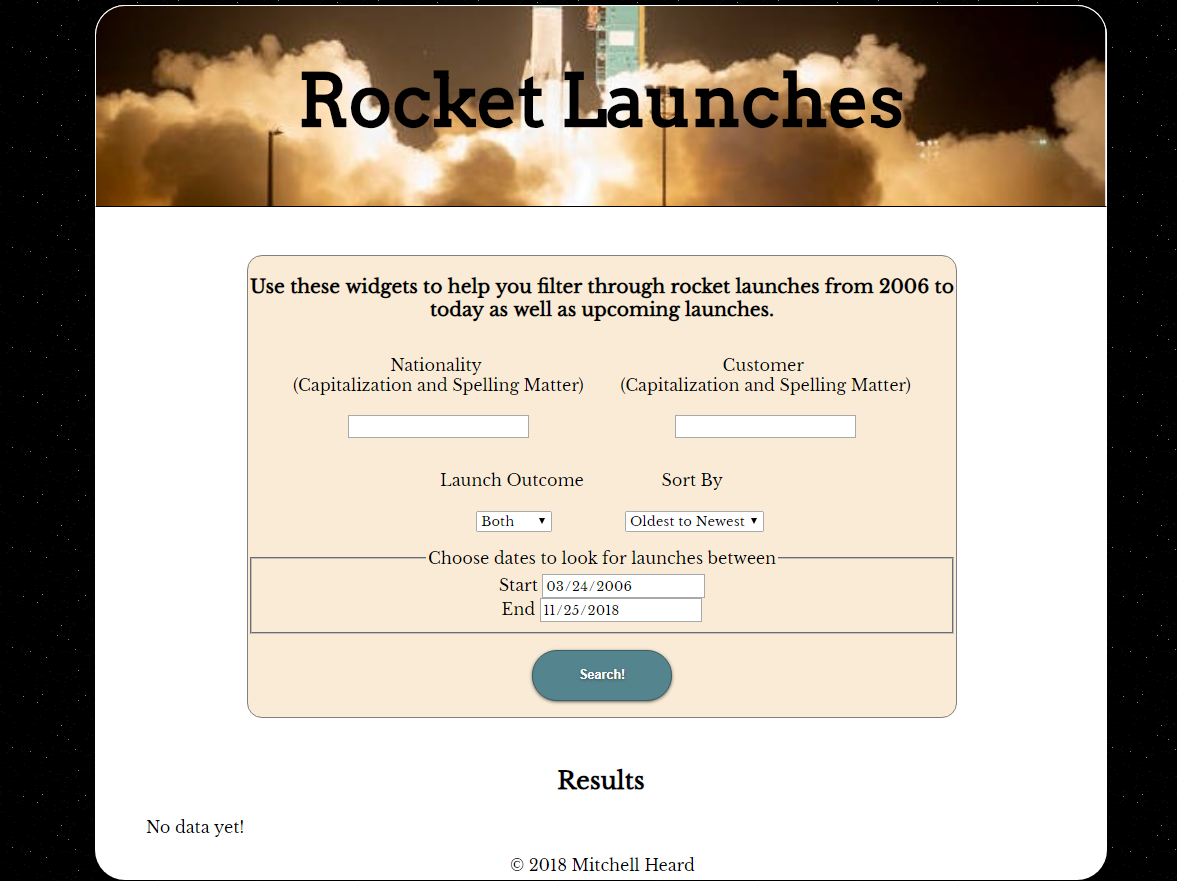 Rocket Launches
Use these widgets to help you filter through rocket launches from 2006 to
today as well as upcoming launches.
Nationality
(Capitalization and Spelling Matter)
Customer
(Capitalization and Spelling Matter)
Launch Outcome
Both
Sort By
Oldest to Newest
Choose dates to look for launches between
Start 03/24/2006
End 11/25/2018
Search!
Results
No data yet!
© 2018 Mitchell Heard